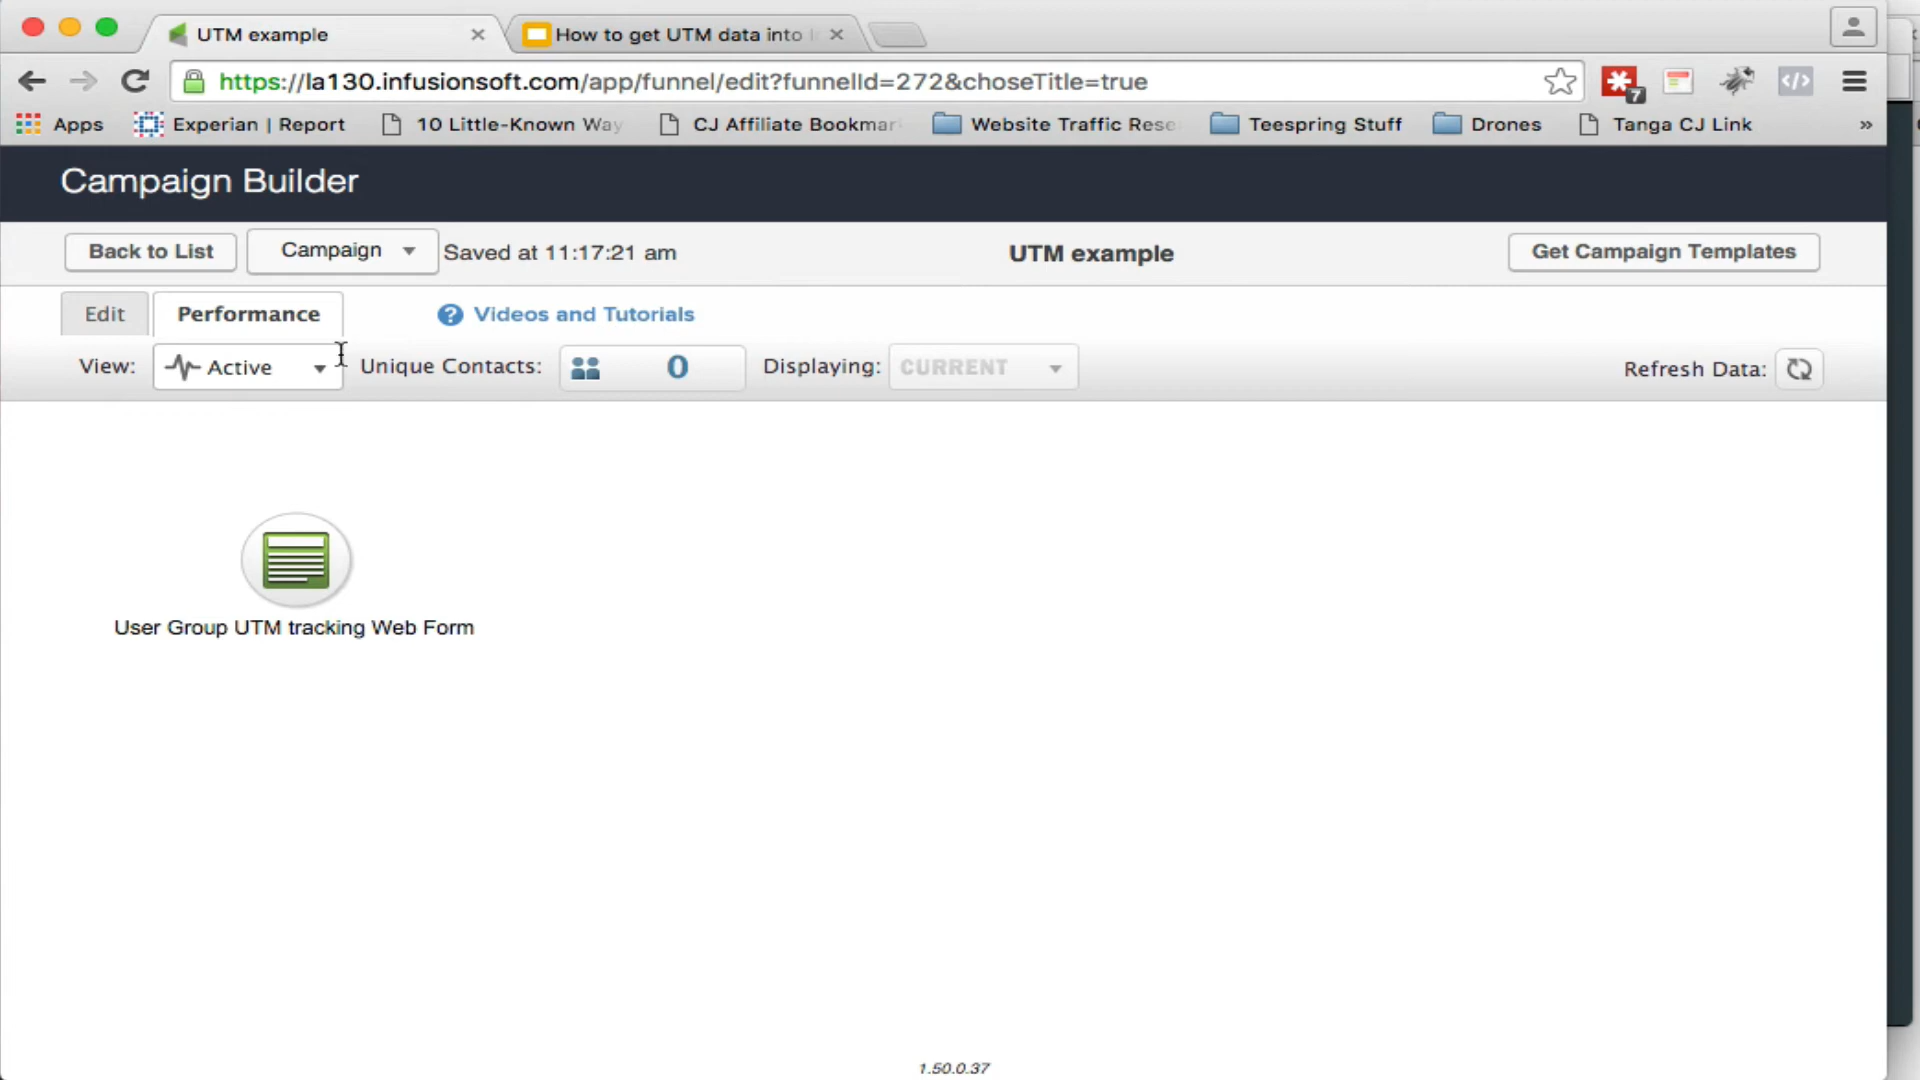 UTM example
How to get UTM data into
https://la130.infusionsoft.com/app/funnel/edit?funnelId=272&choseTitle=true
7
Apps
Experian | Report
10 Little-Known Way
CJ Affiliate Bookmar
Website Traffic Rese
Teespring Stuff
Drones
Tanga CJ Link
»
Campaign Builder
Back to List
Campaign
Saved at 11:17:21 am
UTM example
Get Campaign Templates
Edit
Performance
? Videos and Tutorials
View:
Active
Unique Contacts:
0
Displaying:
CURRENT
Refresh Data:
User Group UTM tracking Web Form
1.50.0.37